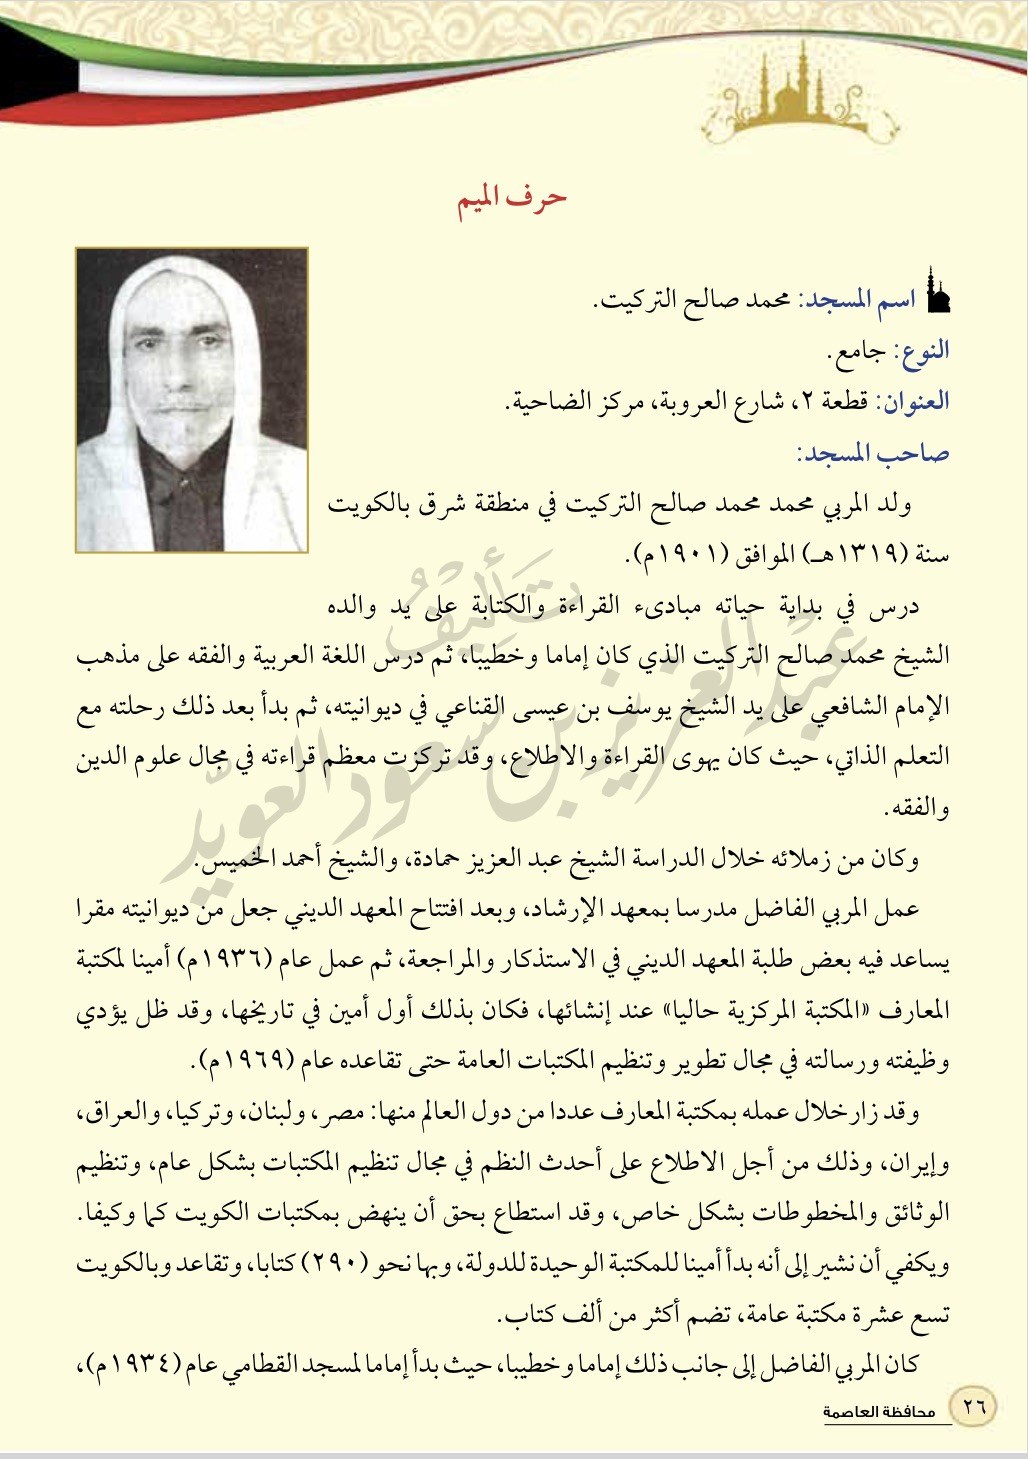 حرف الميم
اسم المسجد: محمد صالح التركيت.
النوع: جامع.
العنوان: قطعة ٢، شارع العروبة، مركز الضاحية.
صاحب المسجد:
ولد المربي محمد محمد صالح التركيت في منطقة شرق بالكويت
سنة (١٣١٩هـ) الموافق (١٩٠١م).
درس في بداية حياته مبادىء القراءة والكتابة على يد والده
الشيخ محمد صالح التركيت الذي كان إماما وخطيبا، ثم درس اللغة العربية والفقه على مذهب
الإمام الشافعي على يد الشيخ يوسف بن عيسى القناعي في ديوانيته، ثم بدأ بعد ذلك رحلته مع
التعلم الذاتي، حيث كان يهوى القراءة والاطلاع، وقد تركزت معظم قراءته في مجال علوم الدين
والفقه.
وكان من زملائه خلال الدراسة الشيخ عبد العزيز حمادة، والشيخ أحمد الخميس.
عمل المربي الفاضل مدرسا بمعهد الإرشاد، وبعد افتتاح المعهد الديني جعل من ديوانيته مقرا
يساعد فيه بعض طلبة المعهد الديني في الاستذكار والمراجعة، ثم عمل عام (١٩٣٦م) أمينا لمكتبة
المعارف «المكتبة المركزية حاليا» عند إنشائها، فكان بذلك أول أمين في تاريخها، وقد ظل يؤدي
وظيفته ورسالته في مجال تطوير وتنظيم المكتبات العامة حتى تقاعده عام (١٩٦٩م).
وقد زارخلال عمله بمكتبة المعارف عددا من دول العالم منها: مصر، ولبنان، وتركيا، والعراق،
وإيران، وذلك من أجل الاطلاع على أحدث النظم في مجال تنظيم المكتبات بشكل عام، وتنظيم
الوثائق والمخطوطات بشكل خاص، وقد استطاع بحق أن ينهض بمكتبات الكويت كما وكيفا.
ويكفي أن نشير إلى أنه بدأ أمينا للمكتبة الوحيدة للدولة، وبها نحو (٢٩٠) كتابا، وتقاعد وبالكويت
تسع عشرة مكتبة عامة، تضم أكثر من ألف كتاب.
كان المربي الفاضل إلى جانب ذلك إماما وخطيبا، حيث بدأ إماما لمسجد القطامي عام (١٩٣٤م)،
تَألِيْفُ
عبْدالعزيز بن سعود العويّد
٢٦ محافظة العاصمة